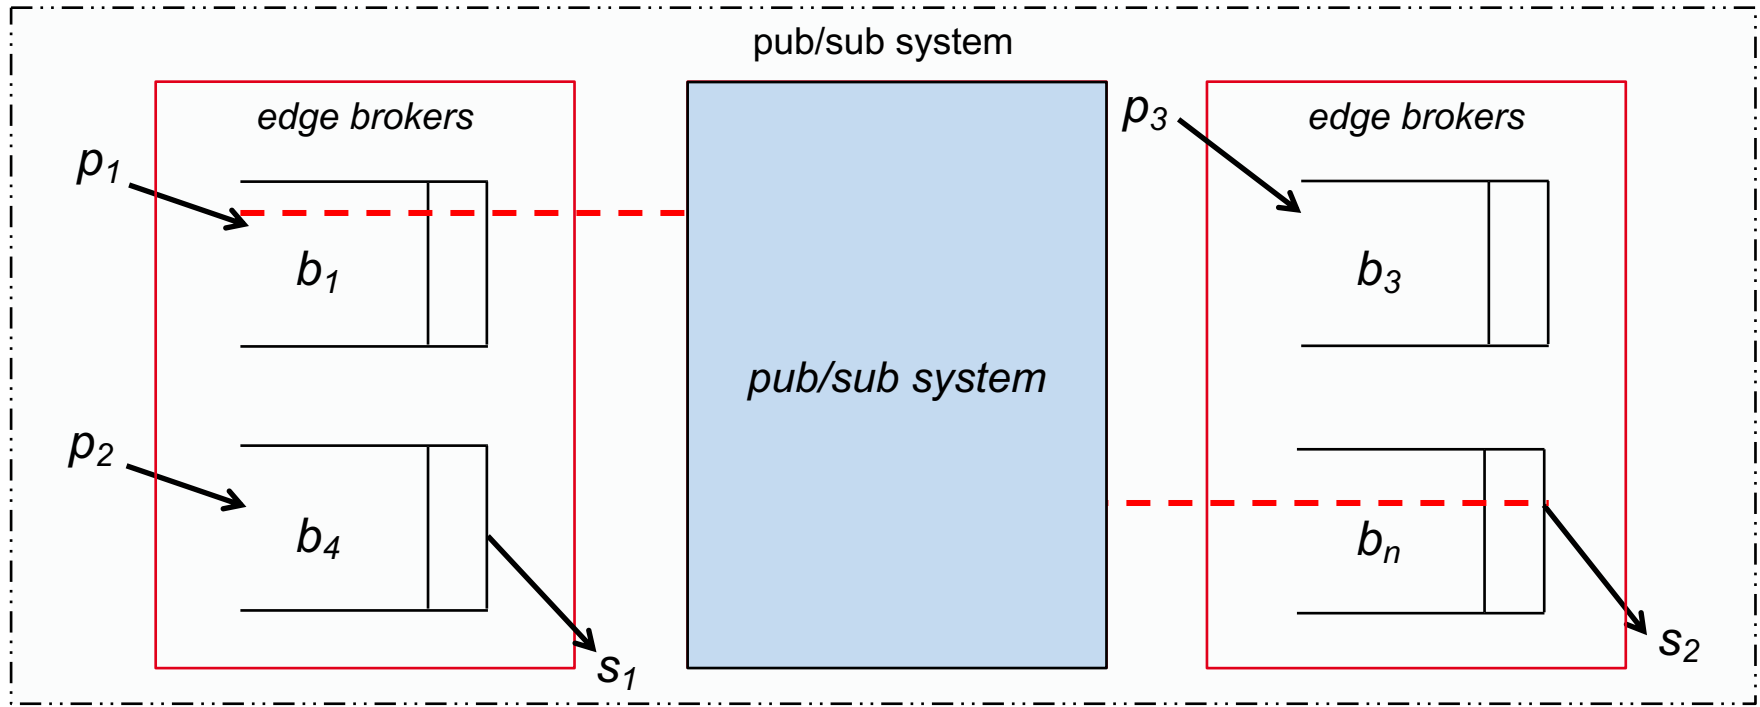 pub/sub system
edge brokers
p1
b1
p2
b4
s1
pub/sub system
p3
edge brokers
b3
bn
s2